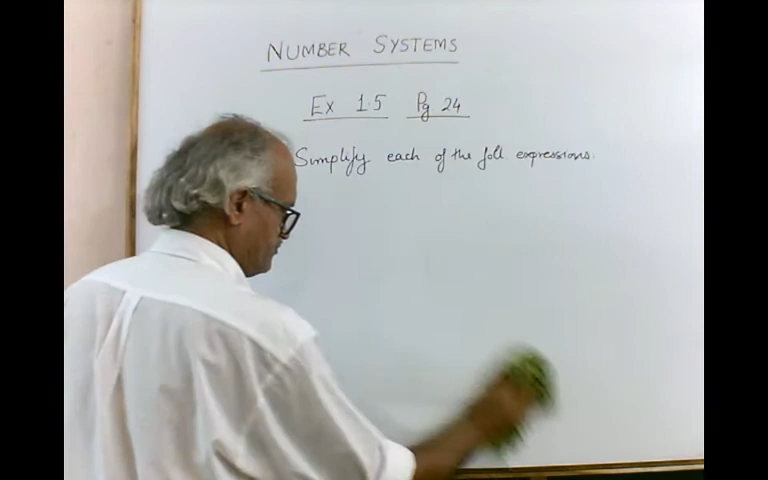 NUMBER SYSTEMS
Ex 1.5 Pg 24
Simplify each of the foll. expressions.